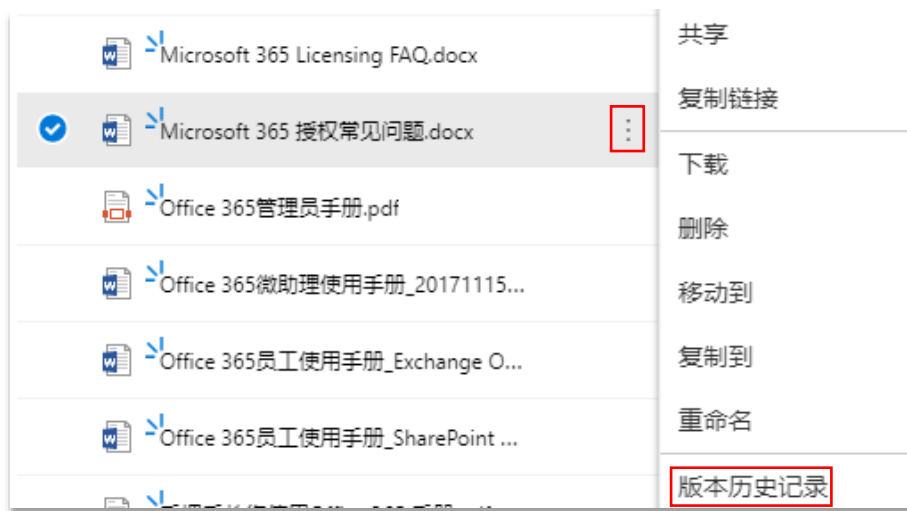 Microsoft 365 Licensing FAQ.docx
Microsoft 365 授权常见问题.docx
Office 365管理员手册.pdf
Office 365微助理使用手册_20171115...
Office 365员工使用手册_Exchange O...
Office 365员工使用手册_SharePoint ...
共享
复制链接
下载
删除
移动到
复制到
重命名
版本历史记录